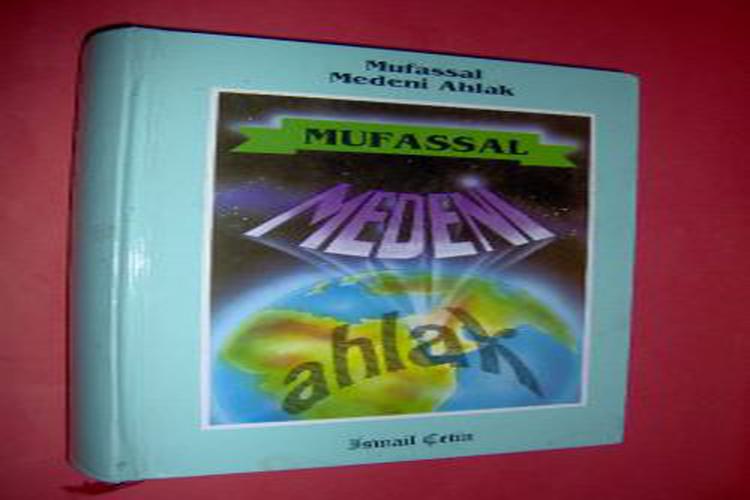 Mufassal
Medeni Ahlak
MUFASSAL
MEDENI
ahlak
İsmail Çetin